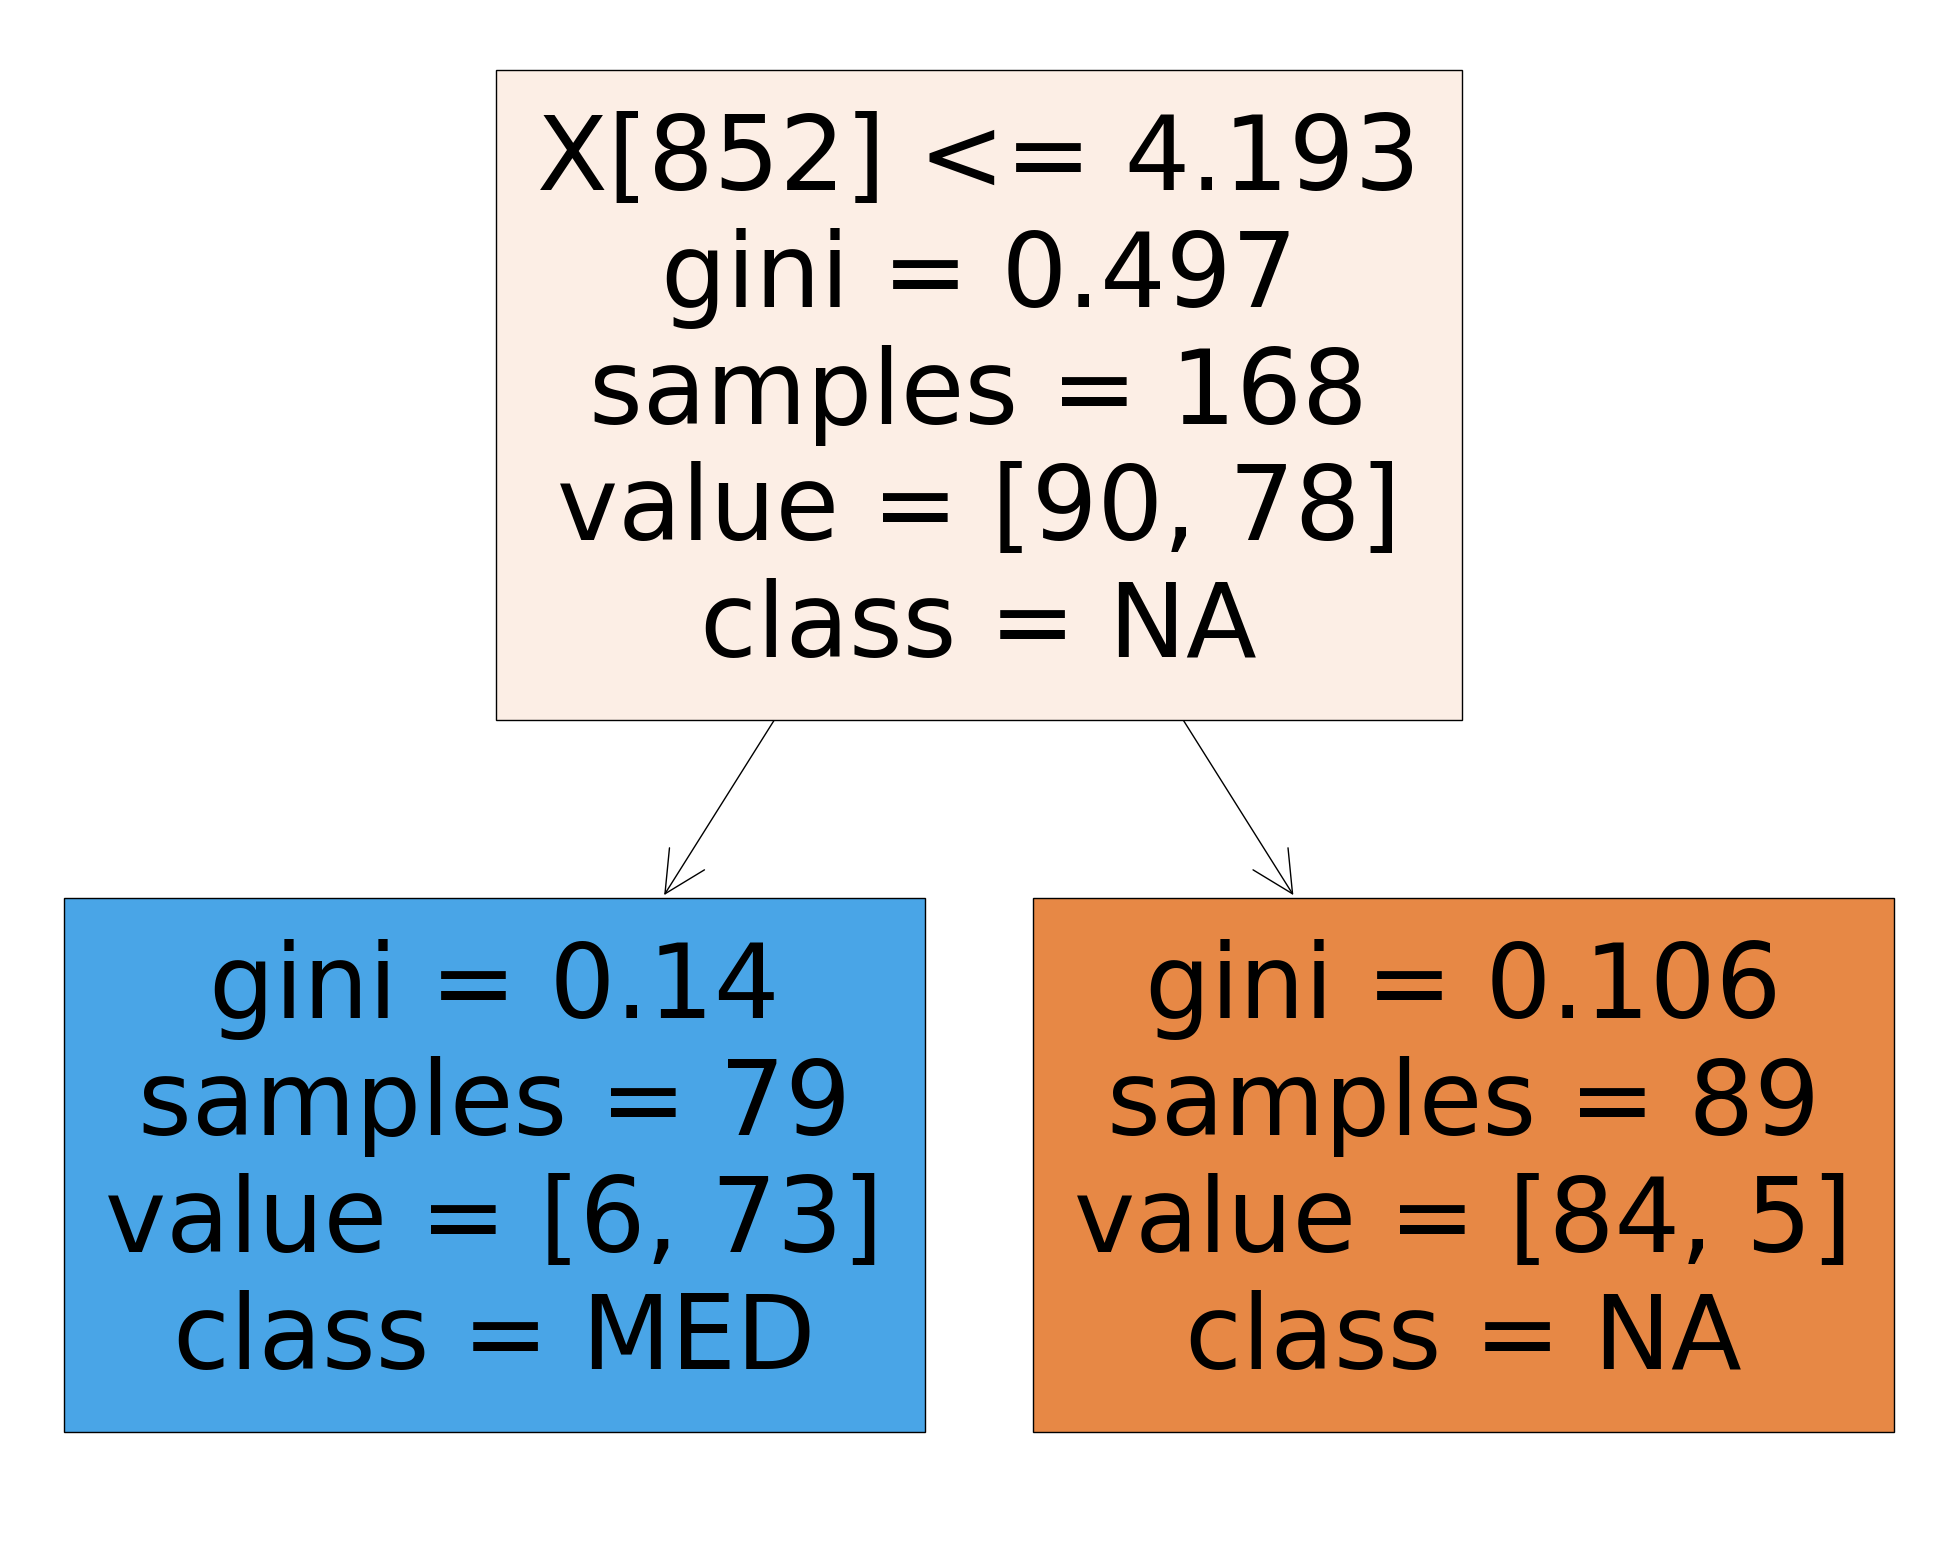 X[852] <= 4.193
gini = 0.497
samples = 168
value = [90, 78]
class = NA
gini = 0.14
samples = 79
value = [6, 73]
class = MED
gini = 0.106
samples = 89
value = [84, 5]
class = NA